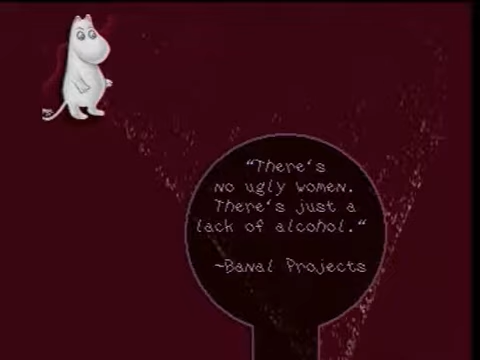 "There's
no ugly women.
There's just a
lack of alcohol."
~Banal Projects